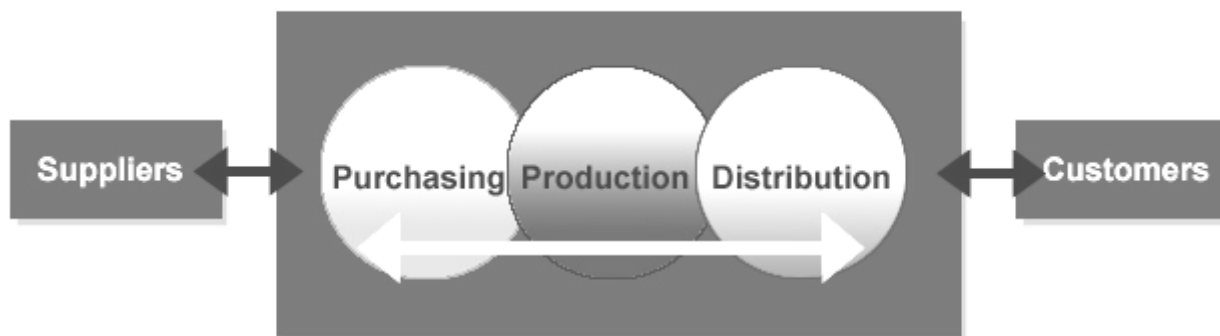 Suppliers
Purchasing
Production
Distribution
Customers